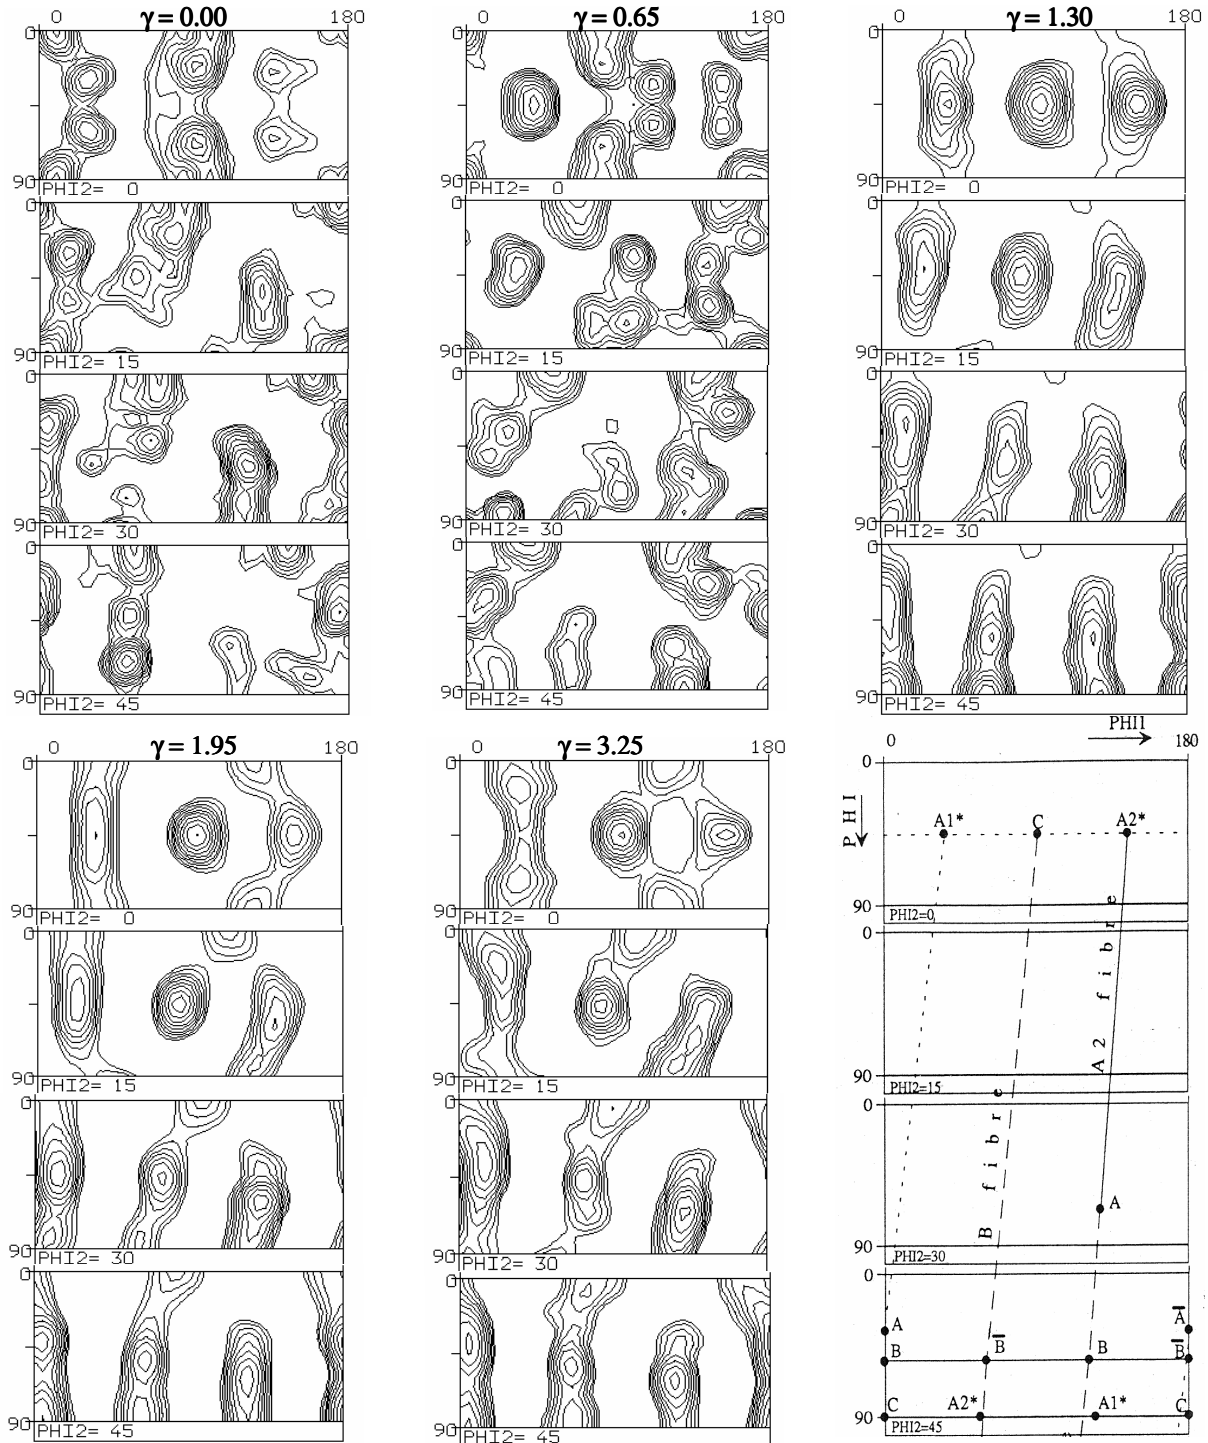 0 γ = 0.00 180
0
90
PHI2= 0
0
90
PHI2= 15
0
90
PHI2= 30
0
90
PHI2= 45
0 γ = 0.65 180
0
90
PHI2= 0
0
90
PHI2= 15
0
90
PHI2= 30
0
90
PHI2= 45
0 γ = 1.30 180
0
90
PHI2= 0
0
90
PHI2= 15
0
90
PHI2= 30
0
90
PHI2= 45
0 γ = 1.95 180
0
90
PHI2= 0
0
90
PHI2= 15
0
90
PHI2= 30
0
90
PHI2= 45
0 γ = 3.25 180
0
90
PHI2= 0
0
90
PHI2= 15
0
90
PHI2= 30
0
90
PHI2= 45
PHI1
0 180
0
PHI
A1* C A2*
90
PHI2=0
0
A2 fibre
90
PHI2=15
0
B fibre
A
90
PHI2=30
0
A A̅
B B̅ B B̅
C A2* A1* C
90
PHI2=45